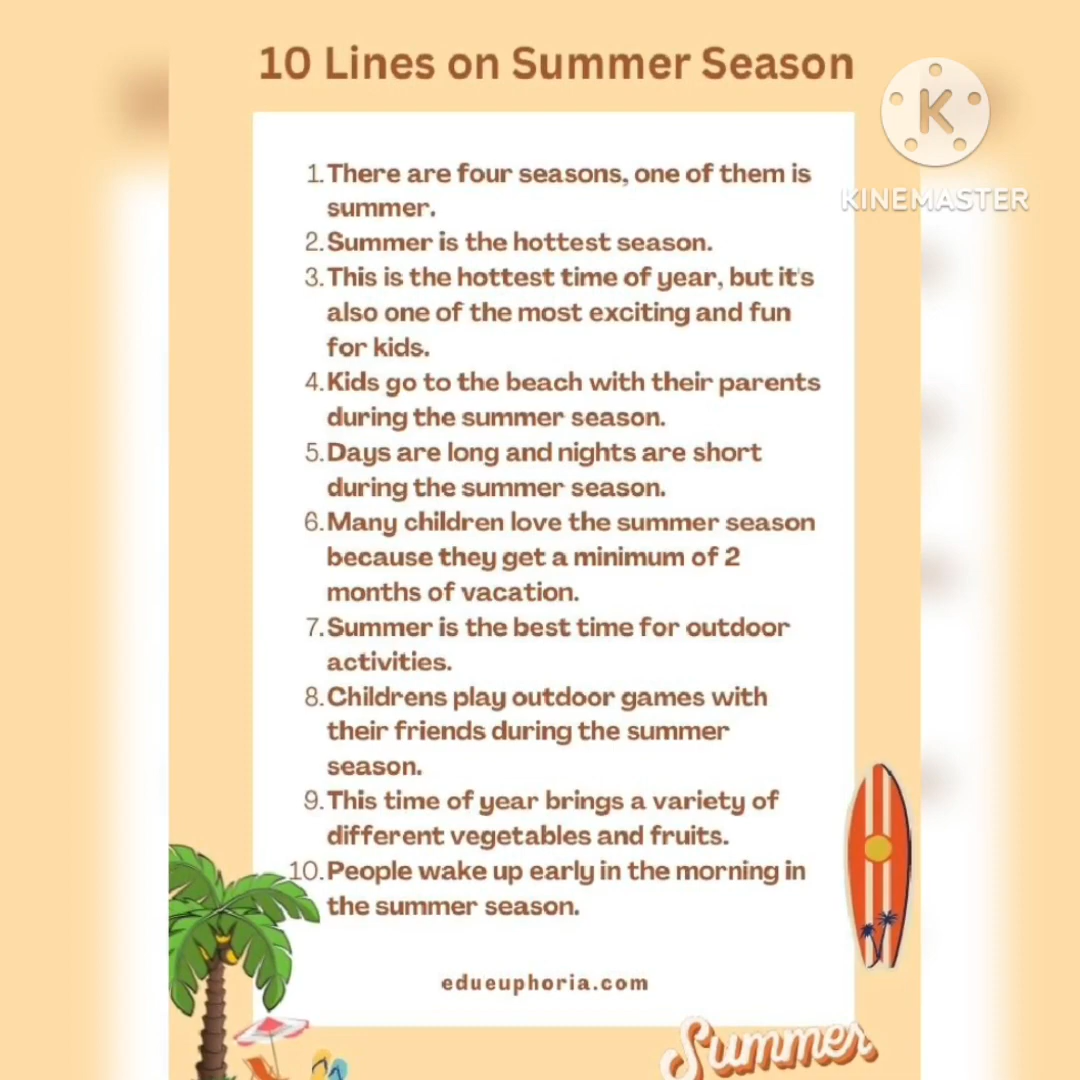 10 Lines on Summer Season
K
KINEMASTER
1. There are four seasons, one of them is
summer.
2. Summer is the hottest season.
3. This is the hottest time of year, but it's
also one of the most exciting and fun
for kids.
4. Kids go to the beach with their parents
during the summer season.
5. Days are long and nights are short
during the summer season.
6. Many children love the summer season
because they get a minimum of 2
months of vacation.
7. Summer is the best time for outdoor
activities.
8. Childrens play outdoor games with
their friends during the summer
season.
9. This time of year brings a variety of
different vegetables and fruits.
10. People wake up early in the morning in
the summer season.
edueuphoria.com
Summer